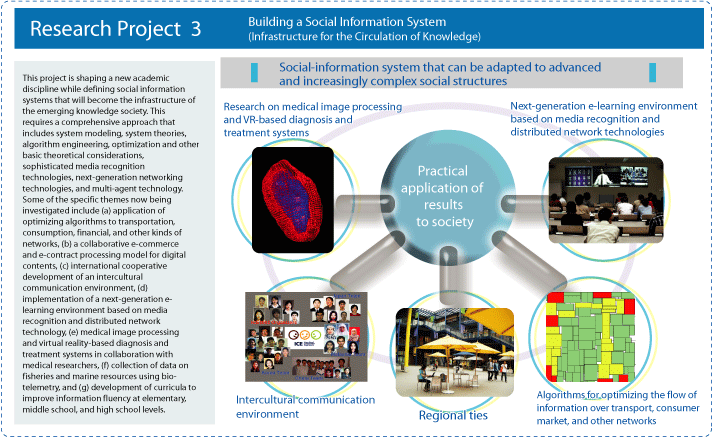 Research Project 3
Building a Social Information System
(Infrastructure for the Circulation of Knowledge)
This project is shaping a new academic
discipline while defining social information
systems that will become the infrastructure of
the emerging knowledge society. This
requires a comprehensive approach that
includes system modeling, system theories,
algorithm engineering, optimization and other
basic theoretical considerations,
sophisticated media recognition
technologies, next-generation networking
technologies, and multi-agent technology.
Some of the specific themes now being
investigated include (a) application of
optimizing algorithms to transportation,
consumption, financial, and other kinds of
networks, (b) a collaborative e-commerce
and e-contract processing model for digital
contents, (c) international cooperative
development of an intercultural
communication environment, (d)
implementation of a next-generation e-
learning environment based on media
recognition and distributed network
technology, (e) medical image processing
and virtual reality-based diagnosis and
treatment systems in collaboration with
medical researchers, (f) collection of data on
fisheries and marine resources using bio-
telemetry, and (g) development of curricula to
improve information fluency at elementary,
middle school, and high school levels.
Social-information system that can be adapted to advanced
and increasingly complex social structures
Research on medical image processing
and VR-based diagnosis and
treatment systems
Next-generation e-learning environment
based on media recognition and
distributed network technologies
Practical
application of
results
to society
ICE
Intercultural communication
environment
Regional ties
Algorithms for optimizing the flow of
information over transport, consumer
market, and other networks